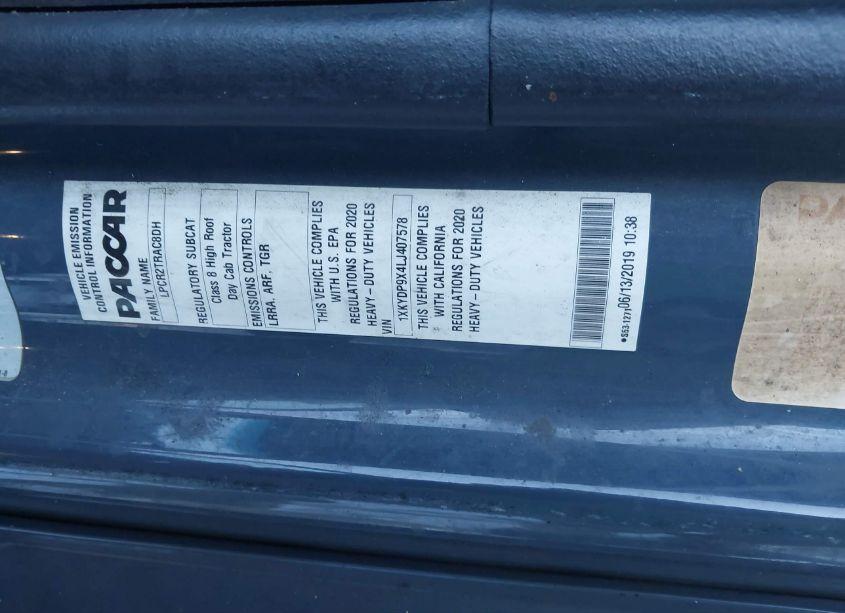 VEHICLE EMISSION
CONTROL INFORMATION
PACCAR
FAMILY NAME
LPCR2TRAC8DH
REGULATORY SUBCAT
Class 8 High Roof
Day Cab Tractor
EMISSIONS CONTROLS
LRRA, ARF, TGR
THIS VEHICLE COMPLIES
WITH U.S. EPA
REGULATIONS FOR 2020
HEAVY-DUTY VEHICLES
VIN
1XKYDP9X4LJ407578
THIS VEHICLE COMPLIES
WITH CALIFORNIA
REGULATIONS FOR 2020
HEAVY-DUTY VEHICLES
•S53-1271 06/13/2019 10:38